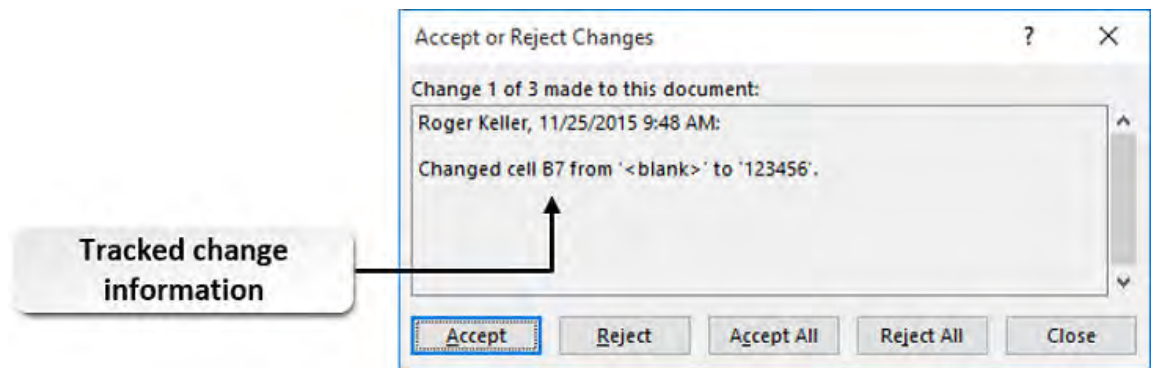 Accept or Reject Changes ? ×
Change 1 of 3 made to this document:
Roger Keller, 11/25/2015 9:48 AM:
Changed cell B7 from '<blank>' to '123456'.
Tracked change
information
Accept Reject Accept All Reject All Close